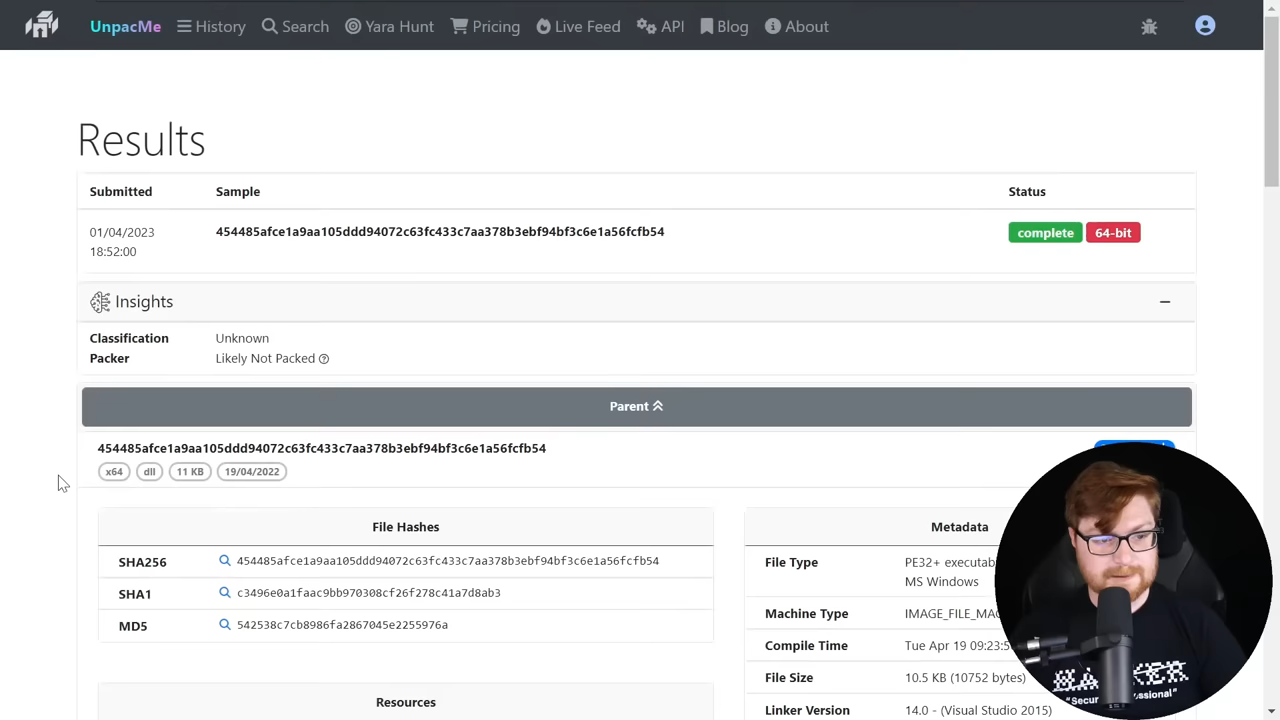 UnpacMe History Search Yara Hunt Pricing Live Feed API Blog About
Results
Submitted Sample Status
01/04/2023
18:52:00
454485afce1a9aa105ddd94072c63fc433c7aa378b3ebf94bf3c6e1a56fcfb54
complete 64-bit
Insights
Classification Unknown
Packer Likely Not Packed
Parent
454485afce1a9aa105ddd94072c63fc433c7aa378b3ebf94bf3c6e1a56fcfb54
x64 dll 11 KB 19/04/2022
File Hashes
SHA256 454485afce1a9aa105ddd94072c63fc433c7aa378b3ebf94bf3c6e1a56fcfb54
SHA1 c3496e0a1faac9bb970308cf26f278c41a7d8ab3
MD5 542538c7cb8986fa2867045e2255976a
Resources
Metadata
File Type PE32+ executab
MS Windows
Machine Type IMAGE_FILE_MA
Compile Time Tue Apr 19 09:23:5
File Size 10.5 KB (10752 bytes)
Linker Version 14.0 - (Visual Studio 2015)